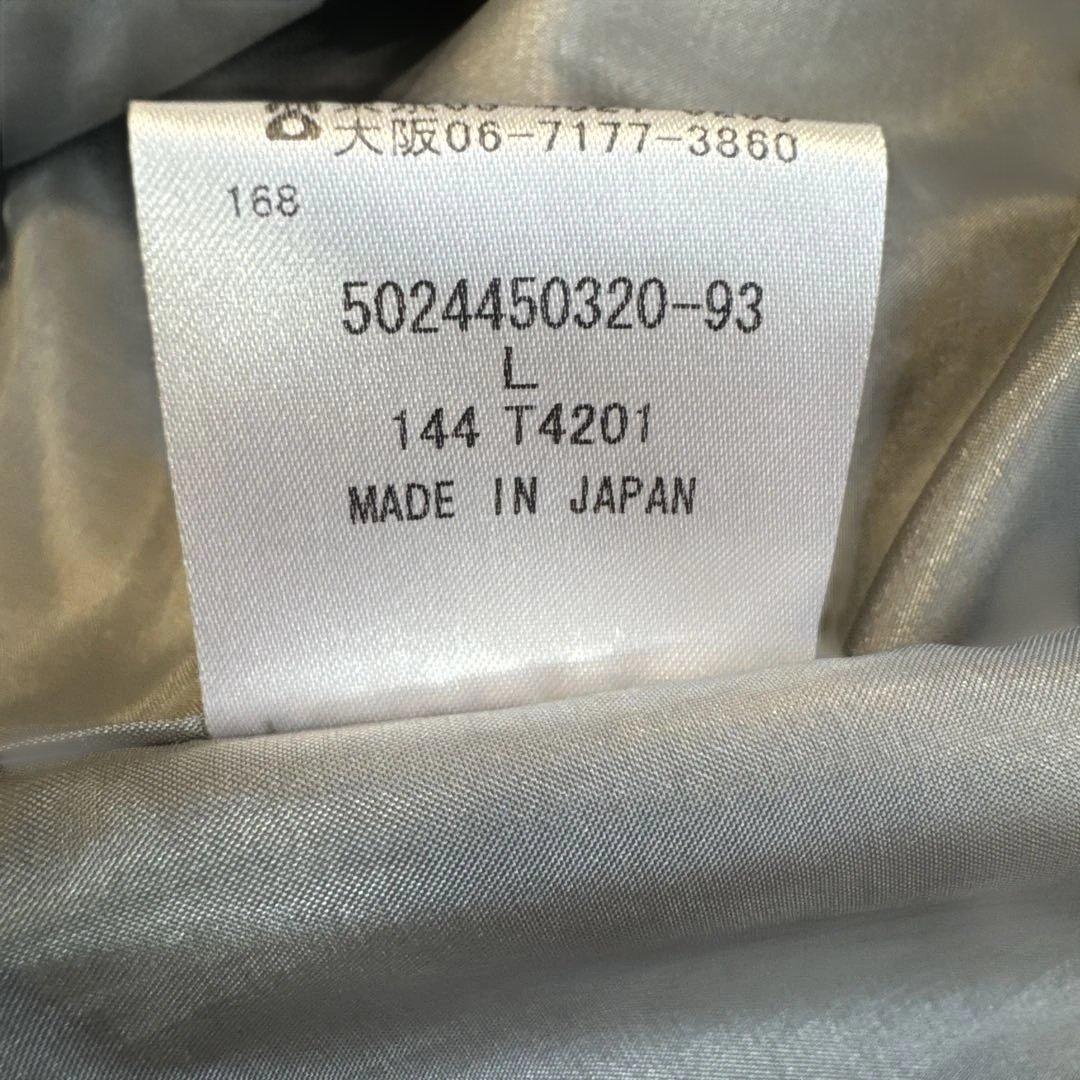 大阪06-7177-3860
168
5024450320-93
L
144 T4201
MADE IN JAPAN